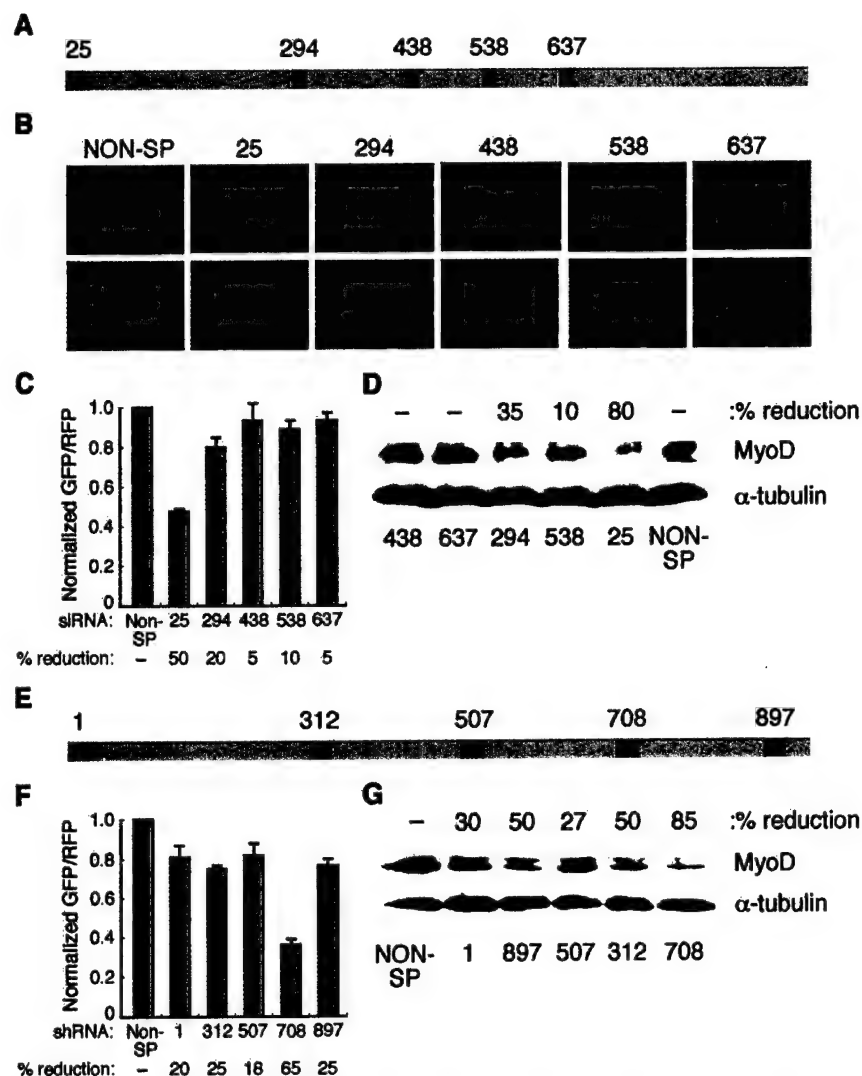 A
25 294 438 538 637
B
NON-SP 25 294 438 538 637
C
Normalized GFP/RFP
1.0
0.8
0.6
0.4
0.2
0
siRNA: Non-SP 25 294 438 538 637
% reduction: – 50 20 5 10 5
D
– – 35 10 80 – :% reduction
MyoD
α-tubulin
438 637 294 538 25 NON-SP
E
1 312 507 708 897
F
Normalized GFP/RFP
1.0
0.8
0.6
0.4
0.2
0
shRNA: Non-SP 1 312 507 708 897
% reduction: – 20 25 18 65 25
G
– 30 50 27 50 85 :% reduction
MyoD
α-tubulin
NON-SP 1 897 507 312 708